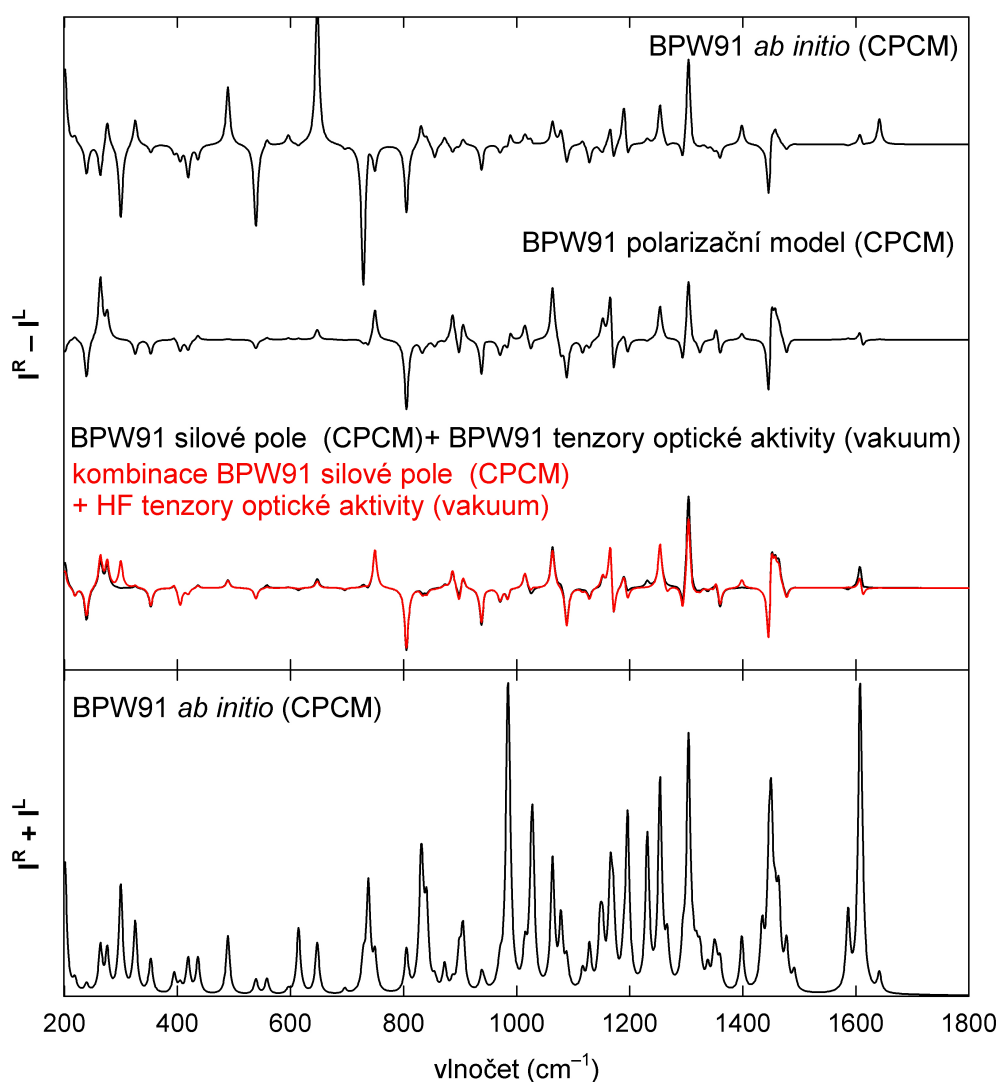 BPW91 ab initio (CPCM)
BPW91 polarizační model (CPCM)
I^R – I^L
BPW91 silové pole (CPCM)+ BPW91 tenzory optické aktivity (vakuum)
kombinace BPW91 silové pole (CPCM)
+ HF tenzory optické aktivity (vakuum)
BPW91 ab initio (CPCM)
I^R + I^L
200 400 600 800 1000 1200 1400 1600 1800
vlnočet (cm⁻¹)